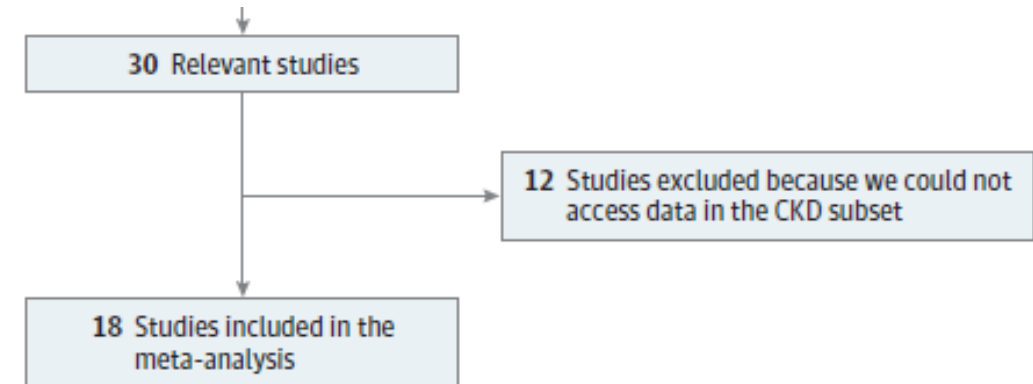 30 Relevant studies
12 Studies excluded because we could not
access data in the CKD subset
18 Studies included in the
meta-analysis